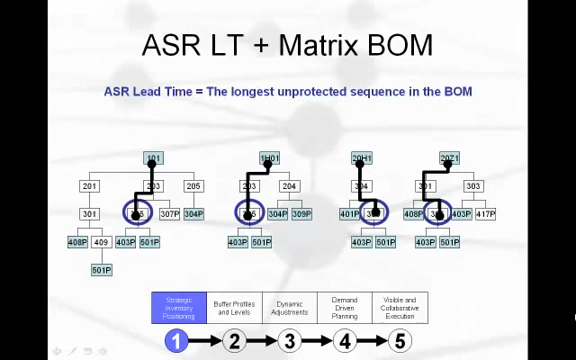 ASR LT + Matrix BOM
ASR Lead Time = The longest unprotected sequence in the BOM
101 1H01 20H1 20Z1
201 203 205 203 204 304 301 303
301 307P 304P 304P 309P 401P 408P 403P 417P
408P 409 403P 501P 403P 501P 403P 501P 403P 501P
501P
Strategic Inventory Positioning
Buffer Profiles and Levels
Dynamic Adjustments
Demand Driven Planning
Visible and Collaborative Execution
1 2 3 4 5